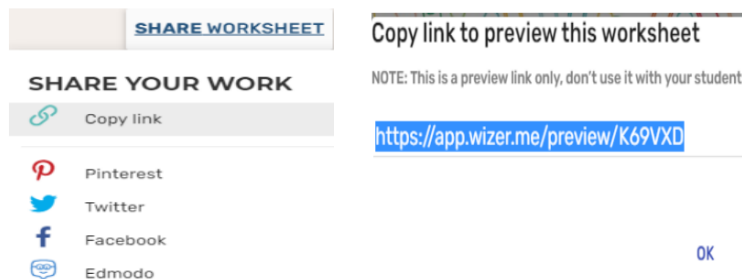 SHARE WORKSHEET
SHARE YOUR WORK
Copy link
Pinterest
Twitter
Facebook
Edmodo
Copy link to preview this worksheet
NOTE: This is a preview link only, don't use it with your student
https://app.wizer.me/preview/K69VXD
OK